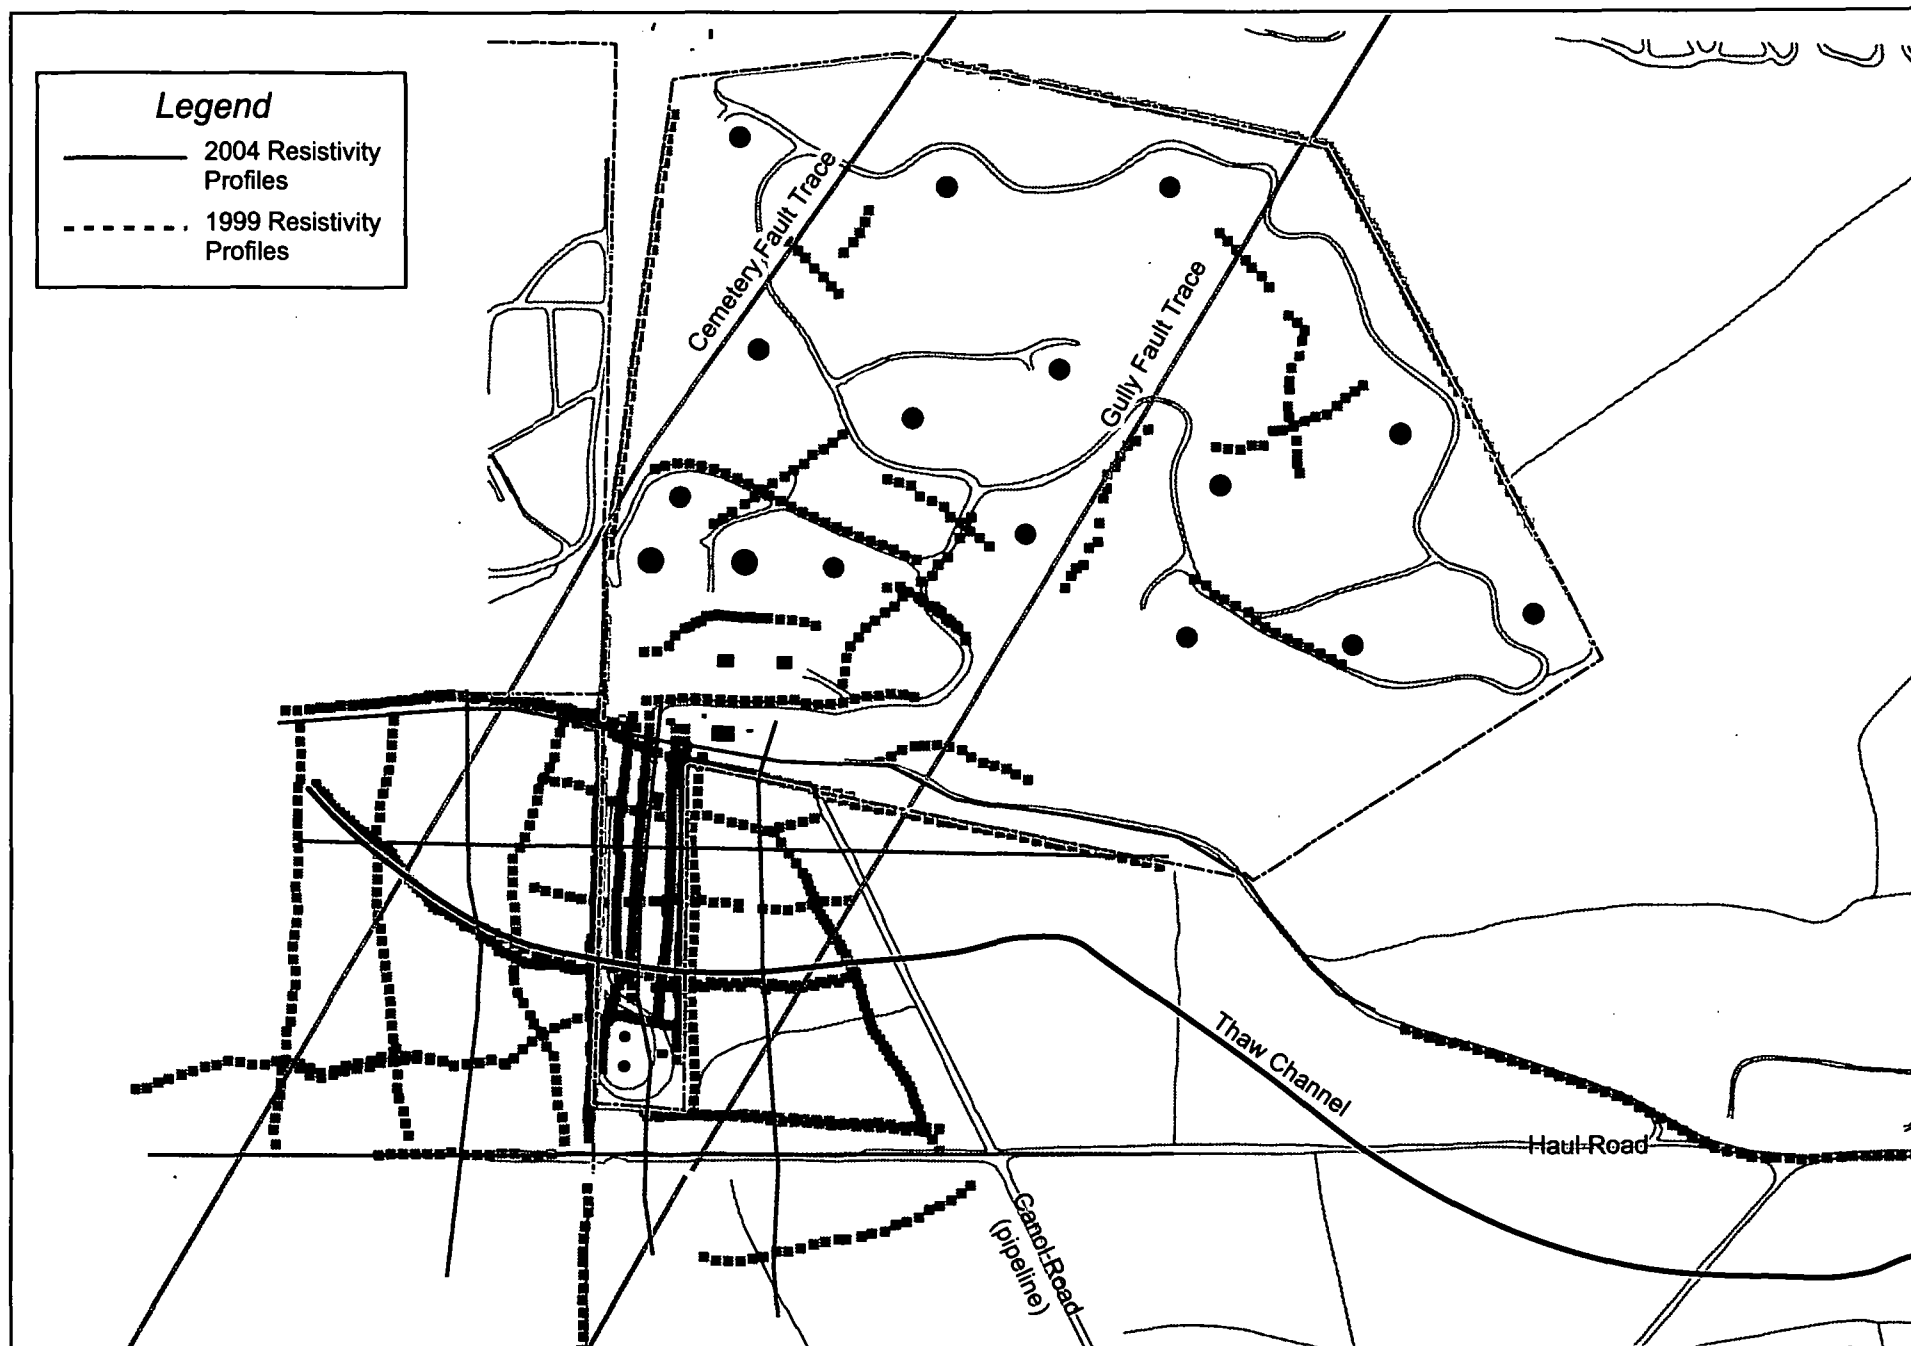 Legend
2004 Resistivity
Profiles
1999 Resistivity
Profiles
Cemetery Fault Trace
Gully Fault Trace
Thaw Channel
Haul Road
Canol Road
(pipeline)